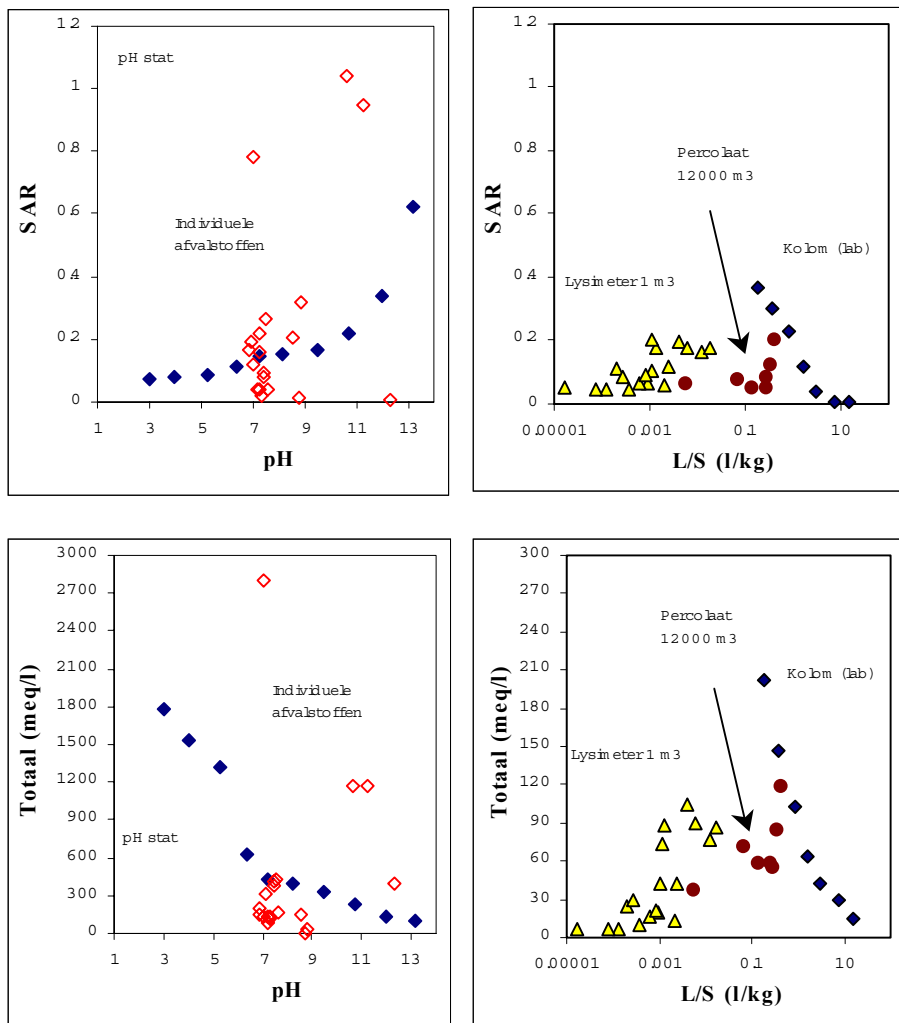 1.2
1
0.8
0.6
0.4
0.2
0
SAR
pH stat
Individuele
afvalstoffen
1 3 5 7 9 11 13
pH
1.2
1
0.8
0.6
0.4
0.2
0
SAR
Percolaat
12000 m3
Kolom (lab)
Lysimeter 1 m3
0.00001 0.001 0.1 10
L/S (l/kg)
3000
2700
2400
2100
1800
1500
1200
900
600
300
0
Totaal (meq/l)
Individuele
afvalstoffen
pH stat
1 3 5 7 9 11 13
pH
300
270
240
210
180
150
120
90
60
30
0
Totaal (meq/l)
Percolaat
12000 m3
Kolom (lab)
Lysimeter 1 m3
0.00001 0.001 0.1 10
L/S (l/kg)